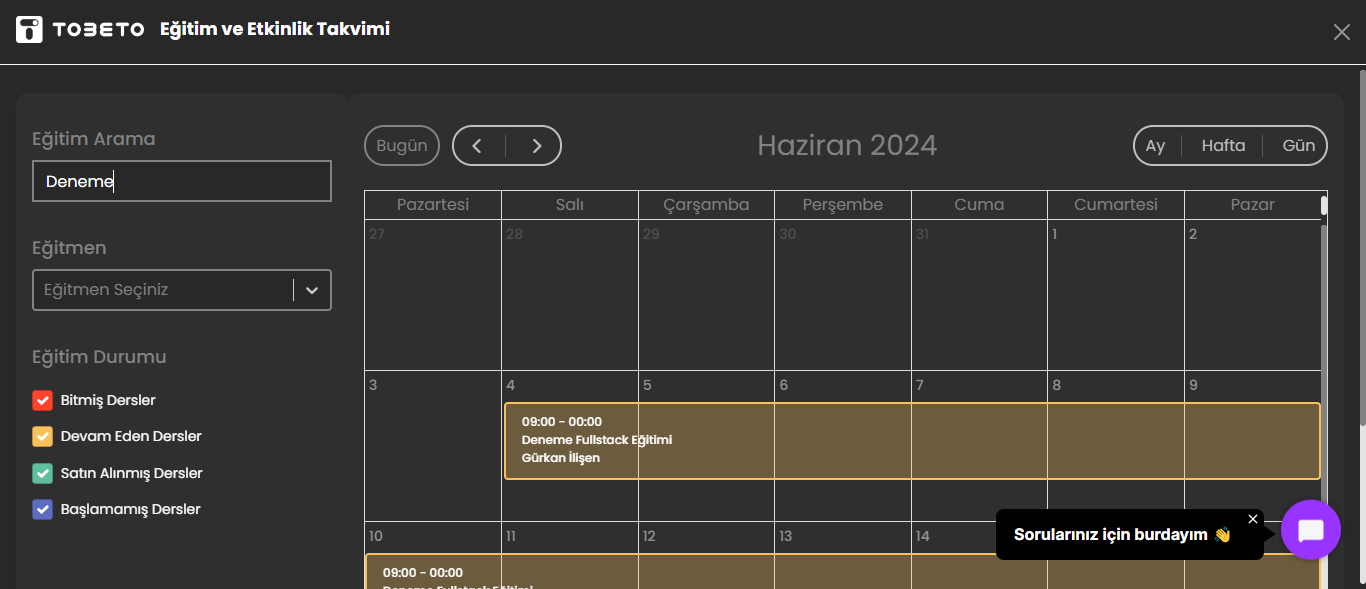 TOBETO Eğitim ve Etkinlik Takvimi
Eğitim Arama
Deneme
Eğitmen
Eğitmen Seçiniz
Eğitim Durumu
Bitmiş Dersler
Devam Eden Dersler
Satın Alınmış Dersler
Başlamamış Dersler
Bugün
Haziran 2024
Ay Hafta Gün
Pazartesi Salı Çarşamba Perşembe Cuma Cumartesi Pazar
27 28 29 30 31 1 2
3 4 5 6 7 8 9
09:00 - 00:00
Deneme Fullstack Eğitimi
Gürkan İlişen
10 11 12 13 14
09:00 - 00:00
Deneme Fullstack Eğitimi
Sorularınız için burdayım 👋